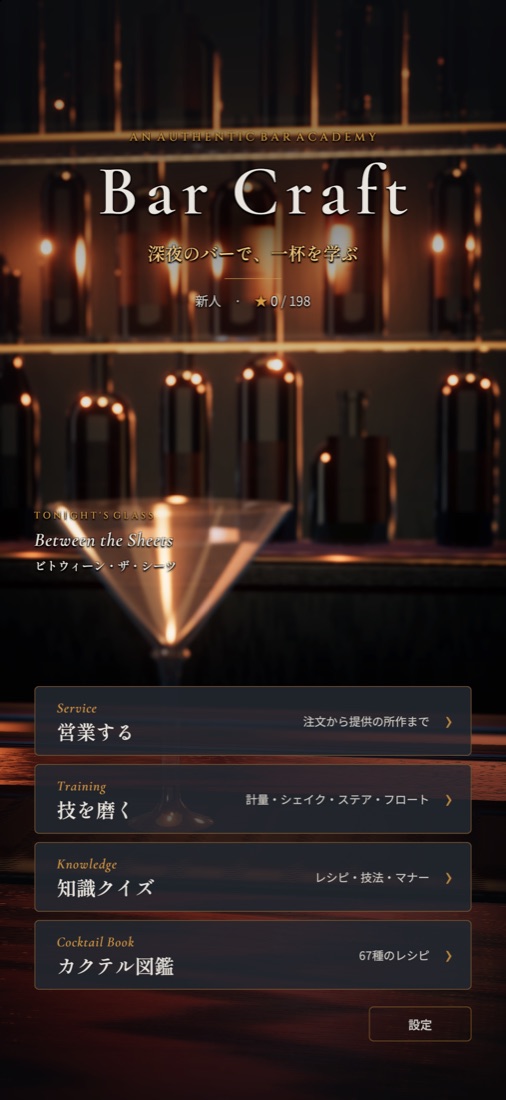 AN AUTHENTIC BAR ACADEMY
Bar Craft
深夜のバーで、一杯を学ぶ
新人 · ★ 0 / 198
TONIGHT'S GLASS
Between the Sheets
ビトウィーン・ザ・シーツ
Service
営業する 注文から提供の所作まで ❯
Training
技を磨く 計量・シェイク・ステア・フロート ❯
Knowledge
知識クイズ レシピ・技法・マナー ❯
Cocktail Book
カクテル図鑑 67種のレシピ ❯
設定